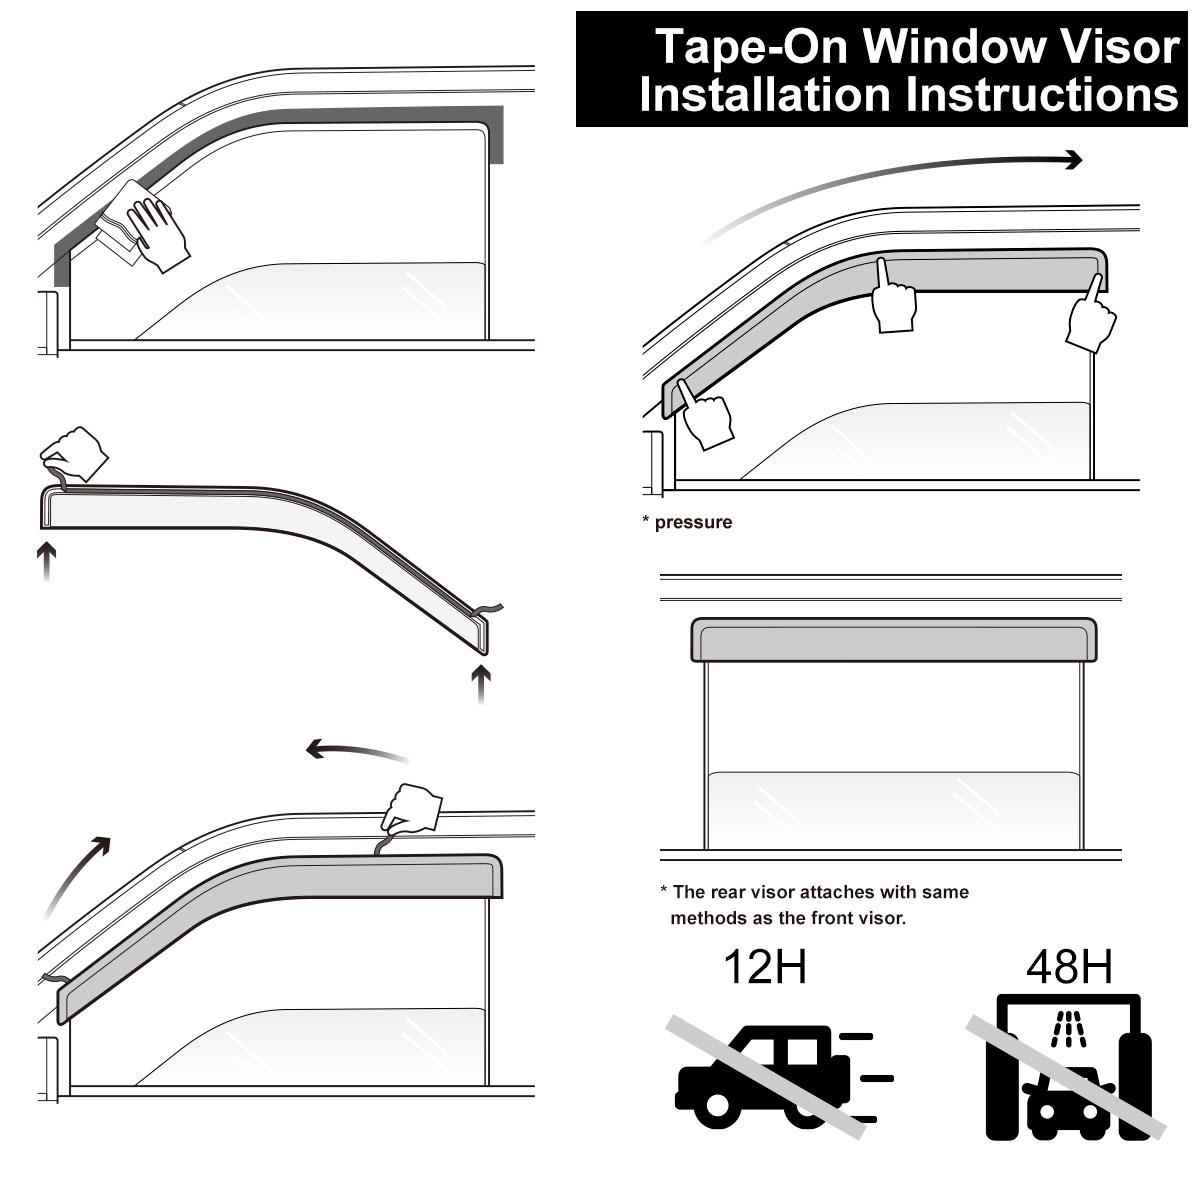 Tape-On Window Visor
Installation Instructions
* pressure
* The rear visor attaches with same
methods as the front visor.
12H
48H